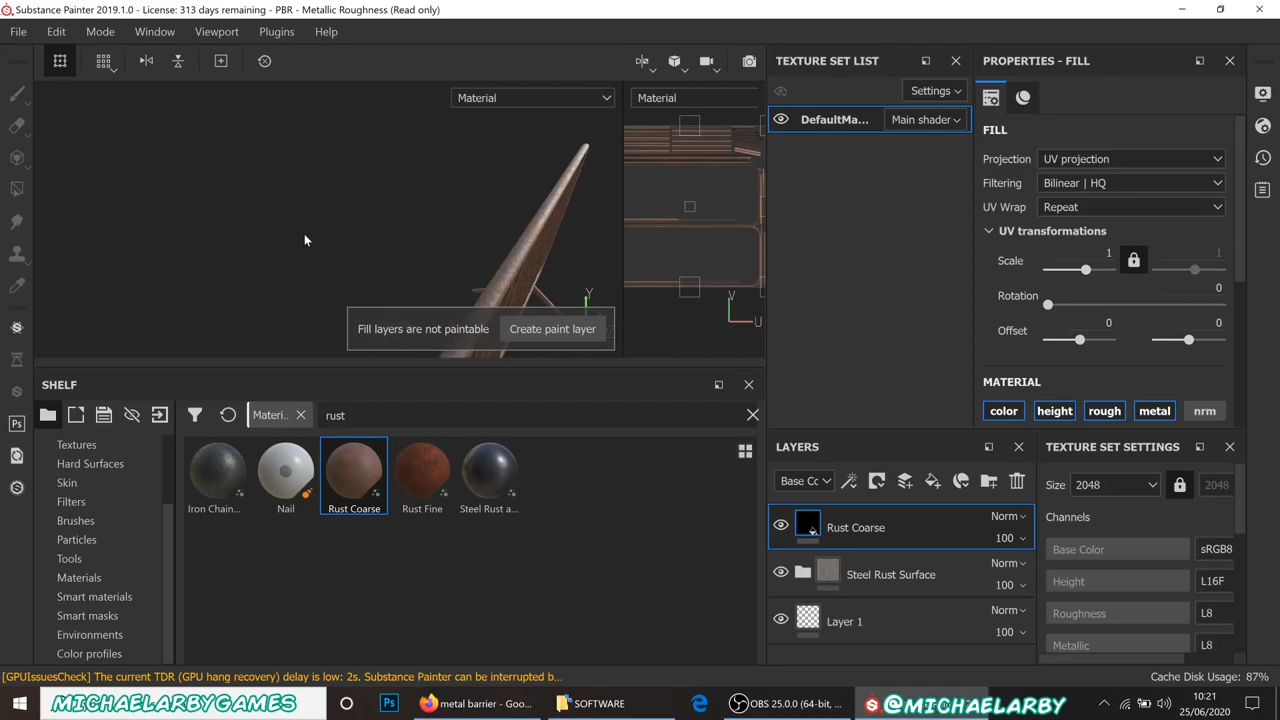 Substance Painter 2019.1.0 - License: 313 days remaining - PBR - Metallic Roughness (Read only)
File Edit Mode Window Viewport Plugins Help
Material
Material
Y
V
U
Fill layers are not paintable Create paint layer
TEXTURE SET LIST
Settings
DefaultMa... Main shader
PROPERTIES - FILL
FILL
Projection UV projection
Filtering Bilinear | HQ
UV Wrap Repeat
UV transformations
Scale 1 1
Rotation 0
Offset 0 0
MATERIAL
color height rough metal nrm
SHELF
Materi.. rust
Textures
Hard Surfaces
Skin
Filters
Brushes
Particles
Tools
Materials
Smart materials
Smart masks
Environments
Color profiles
Iron Chain... Nail Rust Coarse Rust Fine Steel Rust a...
LAYERS
Base Cc
Rust Coarse Norm 100
Steel Rust Surface Norm 100
Layer 1 Norm 100
TEXTURE SET SETTINGS
Size 2048 2048
Channels
Base Color sRGB8
Height L16F
Roughness L8
Metallic L8
[GPUIssuesCheck] The current TDR (GPU hang recovery) delay is low: 2s. Substance Painter can be interrupted b...
Cache Disk Usage: 87%
MICHAELARBYGAMES
Ps
Ps
metal barrier - Goo...
SOFTWARE
OBS 25.0.0 (64-bit, ...
@MICHAELARBY
10:21
25/06/2020